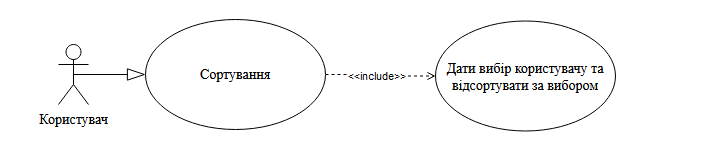 Користувач
Сортування
<<include>>
Дати вибір користувачу та
відсортувати за вибором